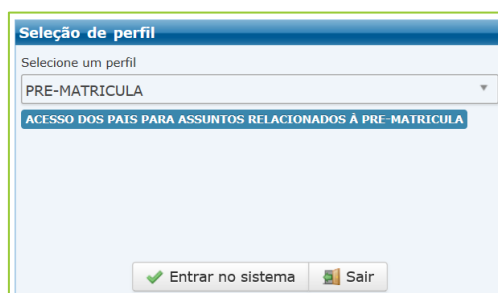 Seleção de perfil
Selecione um perfil
PRE-MATRICULA
ACESSO DOS PAIS PARA ASSUNTOS RELACIONADOS À PRE-MATRICULA
Entrar no sistema Sair